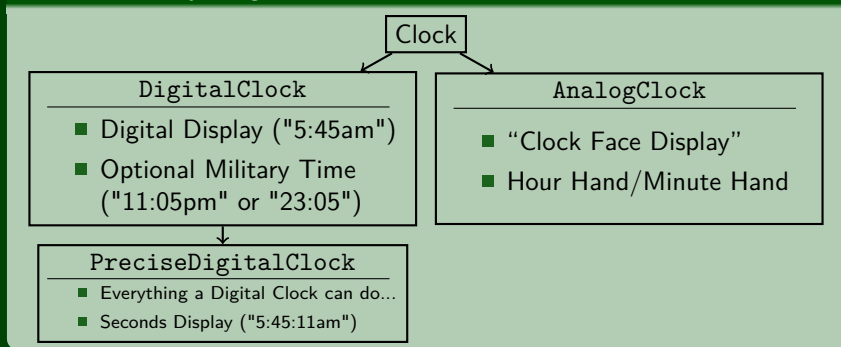 Clock
DigitalClock
Digital Display ("5:45am")
Optional Military Time
("11:05pm" or "23:05")
AnalogClock
“Clock Face Display”
Hour Hand/Minute Hand
PreciseDigitalClock
Everything a Digital Clock can do...
Seconds Display ("5:45:11am")